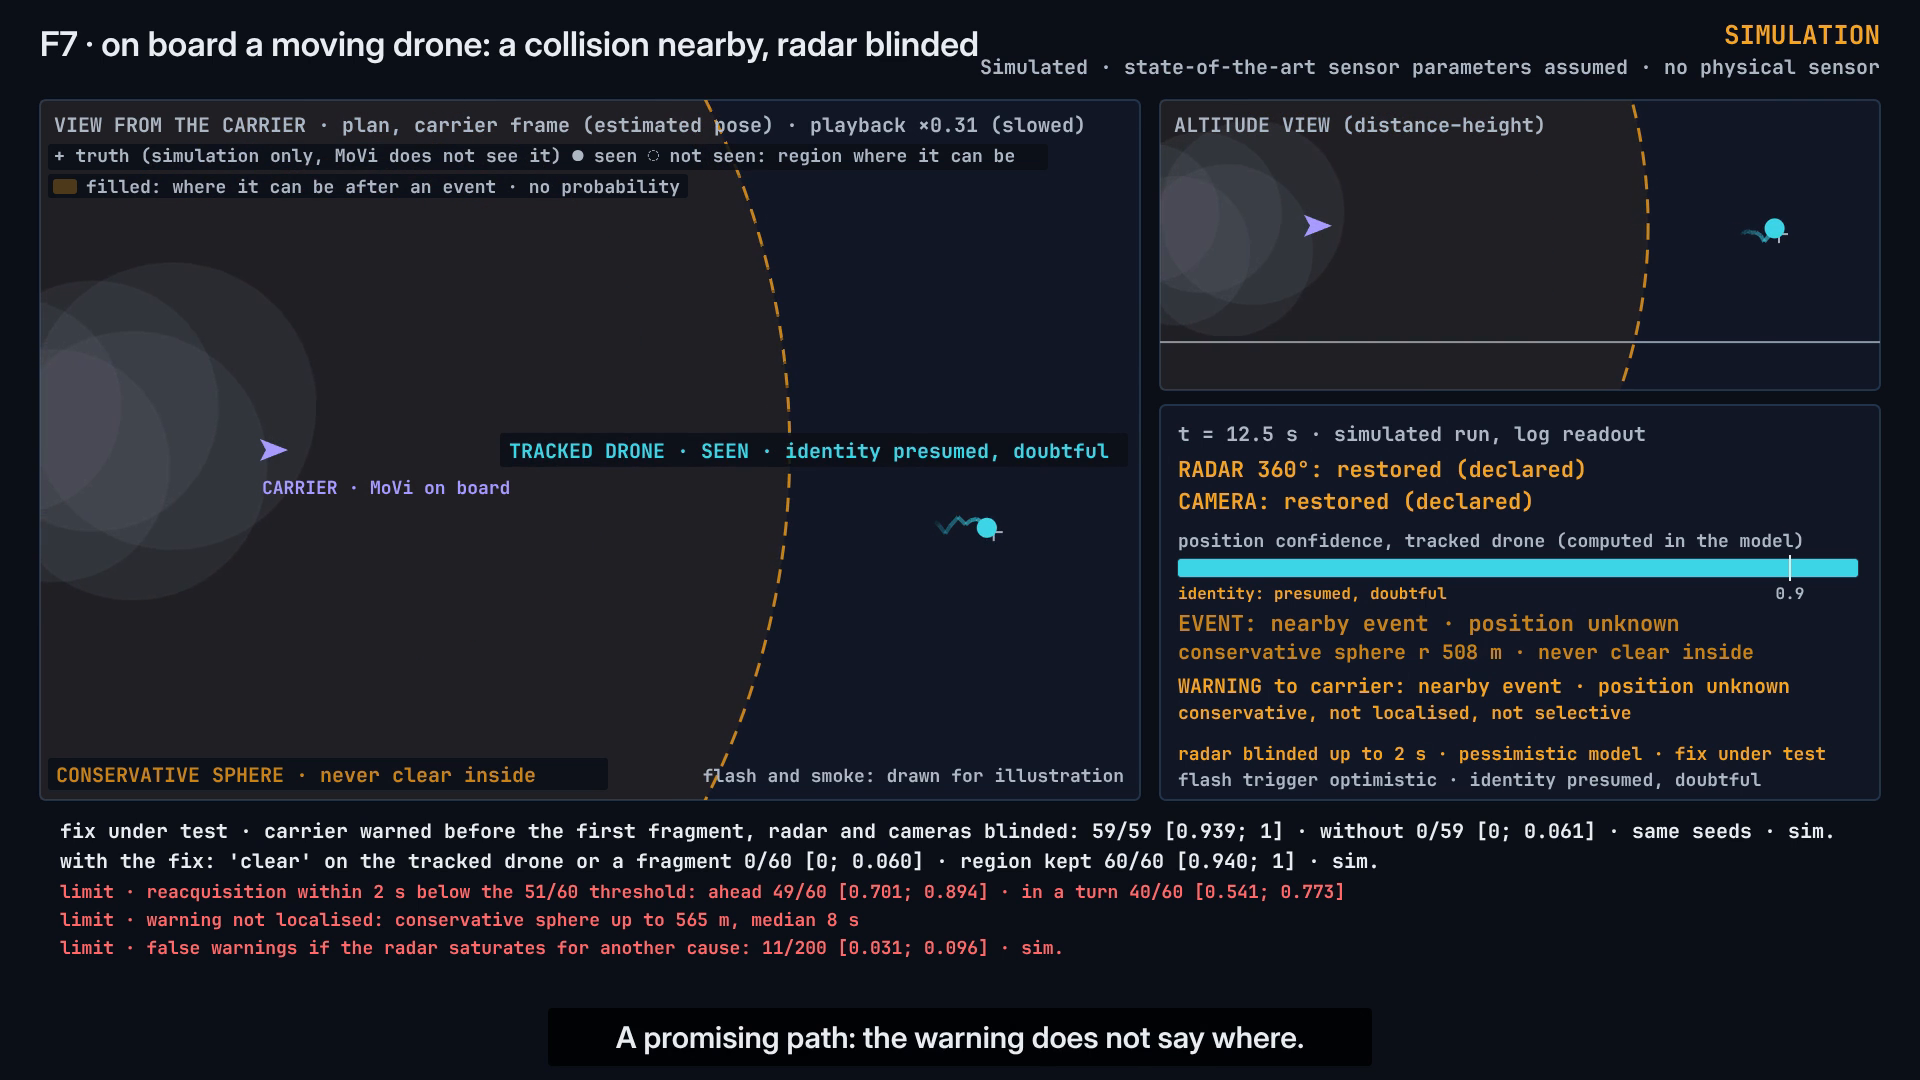 F7 · on board a moving drone: a collision nearby, radar blinded
SIMULATION
Simulated · state-of-the-art sensor parameters assumed · no physical sensor
VIEW FROM THE CARRIER · plan, carrier frame (estimated pose) · playback ×0.31 (slowed)
+ truth (simulation only, MoVi does not see it) ● seen ◌ not seen: region where it can be
filled: where it can be after an event · no probability
TRACKED DRONE · SEEN · identity presumed, doubtful
CARRIER · MoVi on board
CONSERVATIVE SPHERE · never clear inside
flash and smoke: drawn for illustration
ALTITUDE VIEW (distance-height)
t = 12.5 s · simulated run, log readout
RADAR 360°: restored (declared)
CAMERA: restored (declared)
position confidence, tracked drone (computed in the model)
identity: presumed, doubtful
0.9
EVENT: nearby event · position unknown
conservative sphere r 508 m · never clear inside
WARNING to carrier: nearby event · position unknown
conservative, not localised, not selective
radar blinded up to 2 s · pessimistic model · fix under test
flash trigger optimistic · identity presumed, doubtful
fix under test · carrier warned before the first fragment, radar and cameras blinded: 59/59 [0.939; 1] · without 0/59 [0; 0.061] · same seeds · sim.
with the fix: 'clear' on the tracked drone or a fragment 0/60 [0; 0.060] · region kept 60/60 [0.940; 1] · sim.
limit · reacquisition within 2 s below the 51/60 threshold: ahead 49/60 [0.701; 0.894] · in a turn 40/60 [0.541; 0.773]
limit · warning not localised: conservative sphere up to 565 m, median 8 s
limit · false warnings if the radar saturates for another cause: 11/200 [0.031; 0.096] · sim.
A promising path: the warning does not say where.